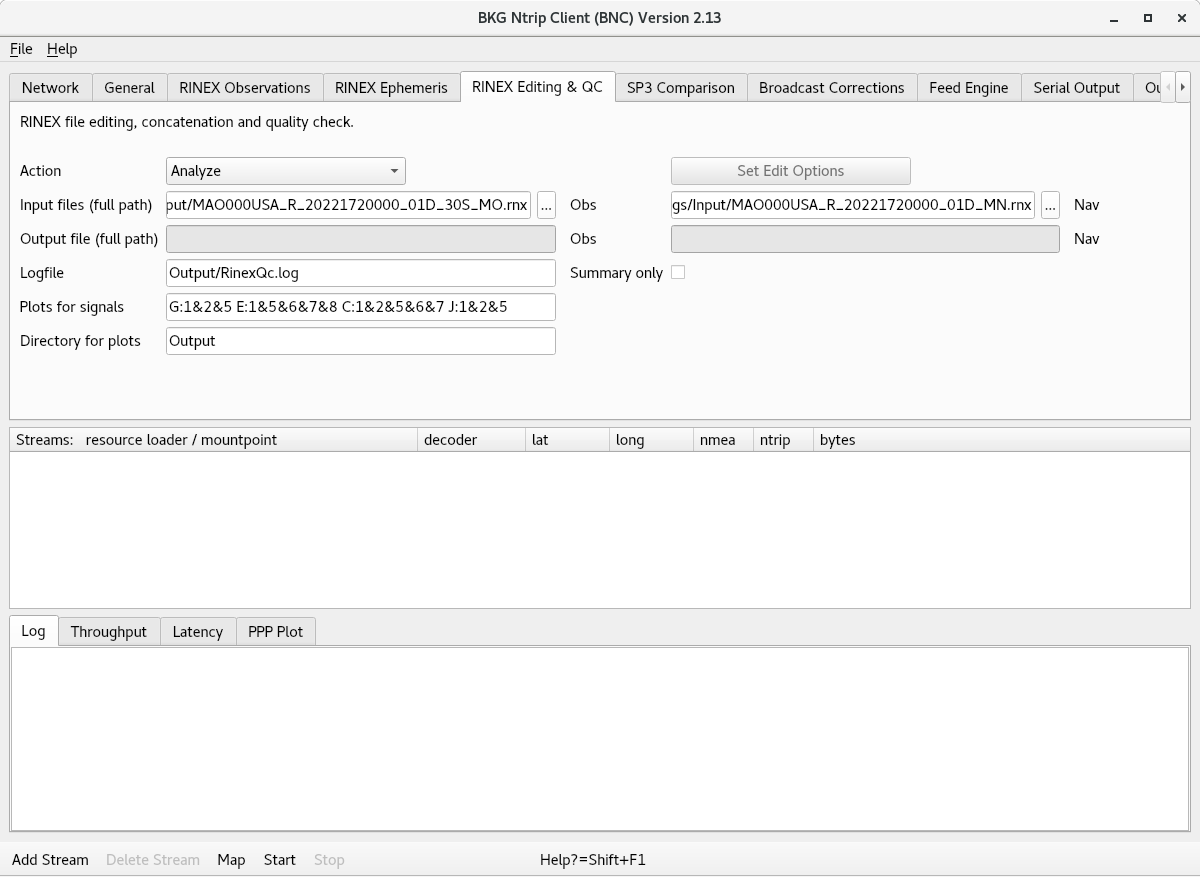 BKG Ntrip Client (BNC) Version 2.13
File Help
Network General RINEX Observations RINEX Ephemeris RINEX Editing & QC SP3 Comparison Broadcast Corrections Feed Engine Serial Output
RINEX file editing, concatenation and quality check.
Action Analyze Set Edit Options
Input files (full path) put/MAO000USA_R_20221720000_01D_30S_MO.rnx ... Obs gs/Input/MAO000USA_R_20221720000_01D_MN.rnx ... Nav
Output file (full path) Obs Nav
Logfile Output/RinexQc.log Summary only
Plots for signals G:1&2&5 E:1&5&6&7&8 C:1&2&5&6&7 J:1&2&5
Directory for plots Output
Streams: resource loader / mountpoint decoder lat long nmea ntrip bytes
Log Throughput Latency PPP Plot
Add Stream Delete Stream Map Start Stop Help?=Shift+F1